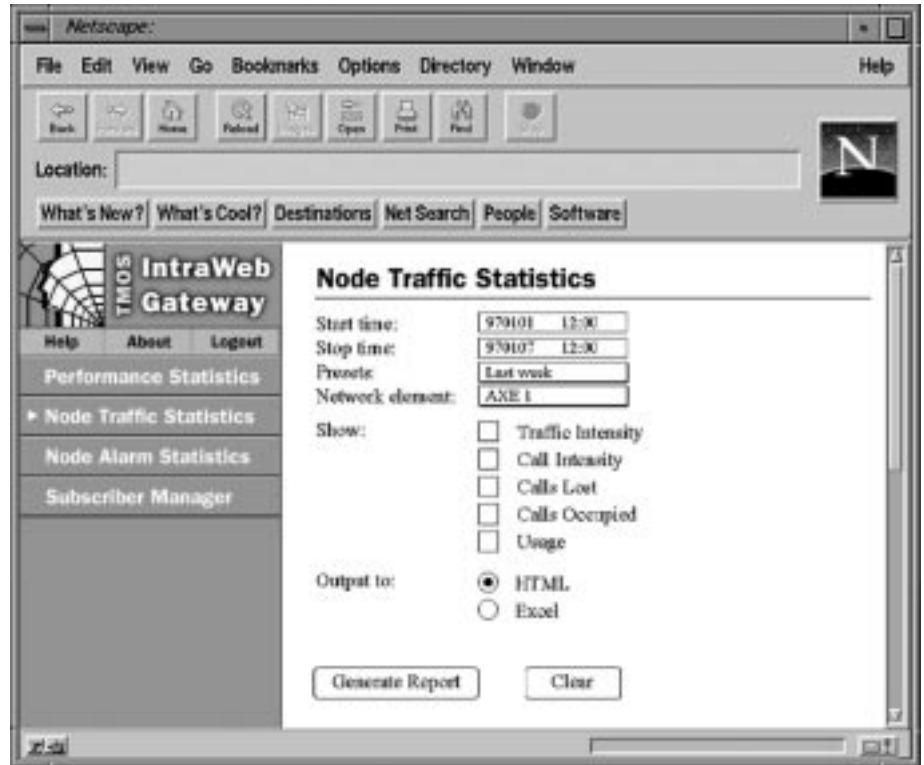 Netscape:
File Edit View Go Bookmarks Options Directory Window Help
Back Home Reload Open Print Find
Location:
What's New? What's Cool? Destinations Net Search People Software
N
TMOS IntraWeb Gateway
Help About Logout
Performance Statistics
Node Traffic Statistics
Node Alarm Statistics
Subscriber Manager
Node Traffic Statistics
Start time: 970101 12:00
Stop time: 970107 12:00
Presets Last week
Network element: AXE 1
Show:
Traffic Intensity
Call Intensity
Calls Lost
Calls Occupied
Usage
Output to:
HTML
Excel
Generate Report Clear